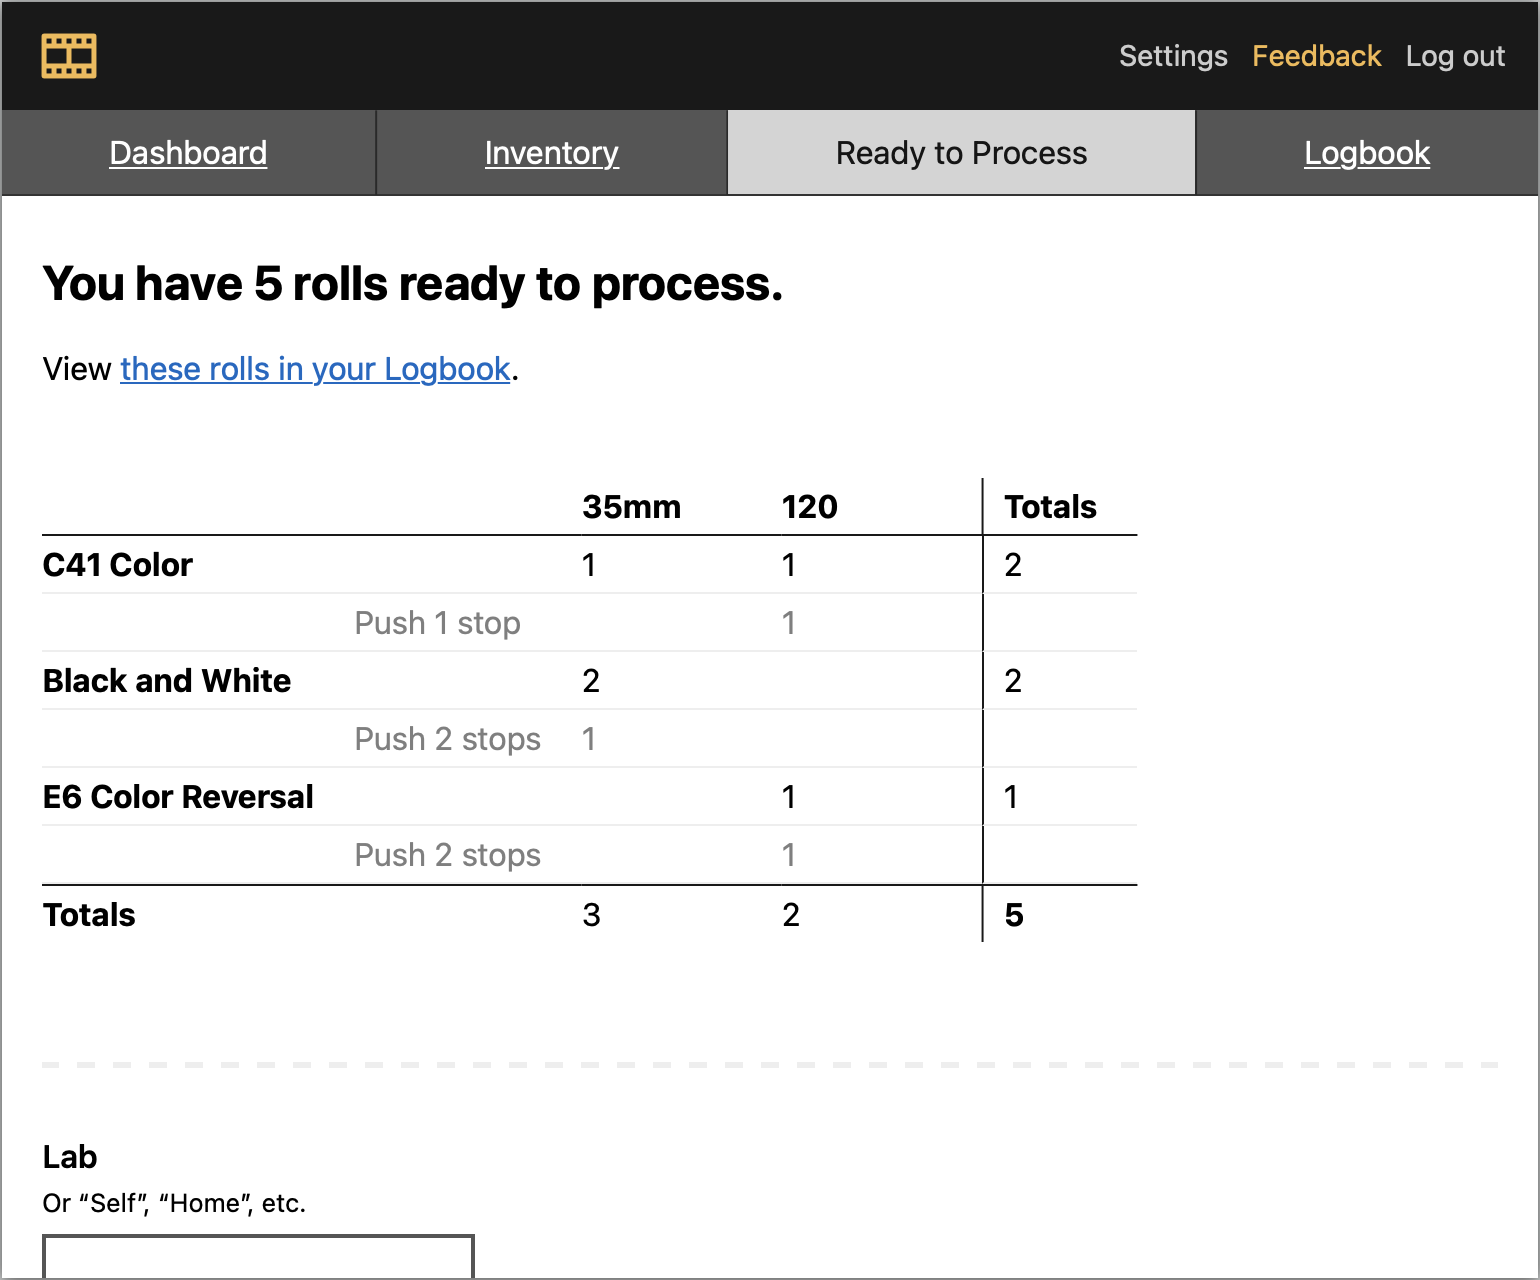 Settings Feedback Log out
Dashboard Inventory Ready to Process Logbook
You have 5 rolls ready to process.
View these rolls in your Logbook.
35mm 120 Totals
C41 Color 1 1 2
Push 1 stop 1
Black and White 2 2
Push 2 stops 1
E6 Color Reversal 1 1
Push 2 stops 1
Totals 3 2 5
Lab
Or “Self”, “Home”, etc.